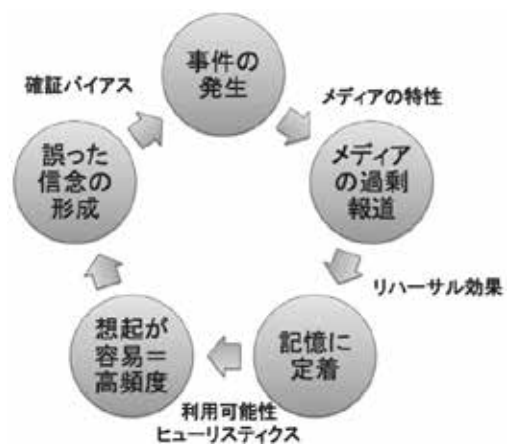 事件の
発生
メディアの特性
メディア
の過剰
報道
リハーサル効果
記憶に
定着
利用可能性
ヒューリスティクス
想起が
容易＝
高頻度
誤った
信念の
形成
確証バイアス